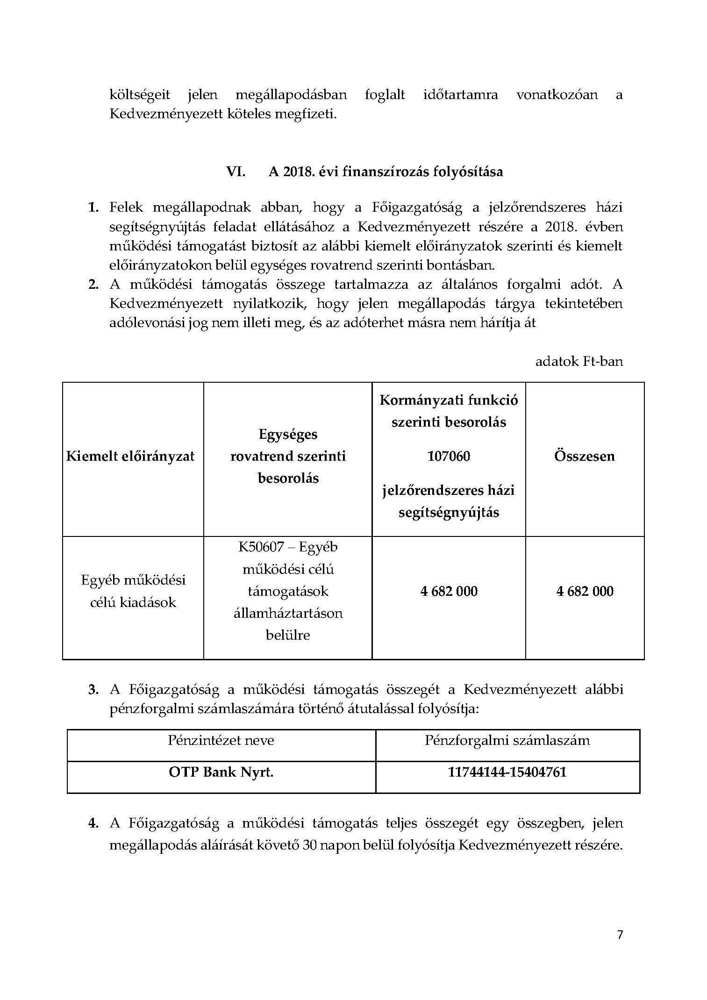 költségeit jelen megállapodásban foglalt időtartamra vonatkozóan a
Kedvezményezett köteles megfizeti.
VI. A 2018. évi finanszírozás folyósítása
1. Felek megállapodnak abban, hogy a Főigazgatóság a jelzőrendszeres házi
segítségnyújtás feladat ellátásához a Kedvezményezett részére a 2018. évben
működési támogatást biztosít az alábbi kiemelt előirányzatok szerinti és kiemelt
előirányzatokon belül egységes rovatrend szerinti bontásban.
2. A működési támogatás összege tartalmazza az általános forgalmi adót. A
Kedvezményezett nyilatkozik, hogy jelen megállapodás tárgya tekintetében
adólevonási jog nem illeti meg, és az adóterhet másra nem hárítja át
adatok Ft-ban
Kiemelt előirányzat
Egységes
rovatrend szerinti
besorolás
Kormányzati funkció
szerinti besorolás
107060
jelzőrendszeres házi
segítségnyújtás
Összesen
Egyéb működési
célú kiadások
K50607 – Egyéb
működési célú
támogatások
államháztartáson
belülre
4 682 000
4 682 000
3. A Főigazgatóság a működési támogatás összegét a Kedvezményezett alábbi
pénzforgalmi számlaszámára történő átutalással folyósítja:
Pénzintézet neve
Pénzforgalmi számlaszám
OTP Bank Nyrt.
11744144-15404761
4. A Főigazgatóság a működési támogatás teljes összegét egy összegben, jelen
megállapodás aláírását követő 30 napon belül folyósítja Kedvezményezett részére.
7